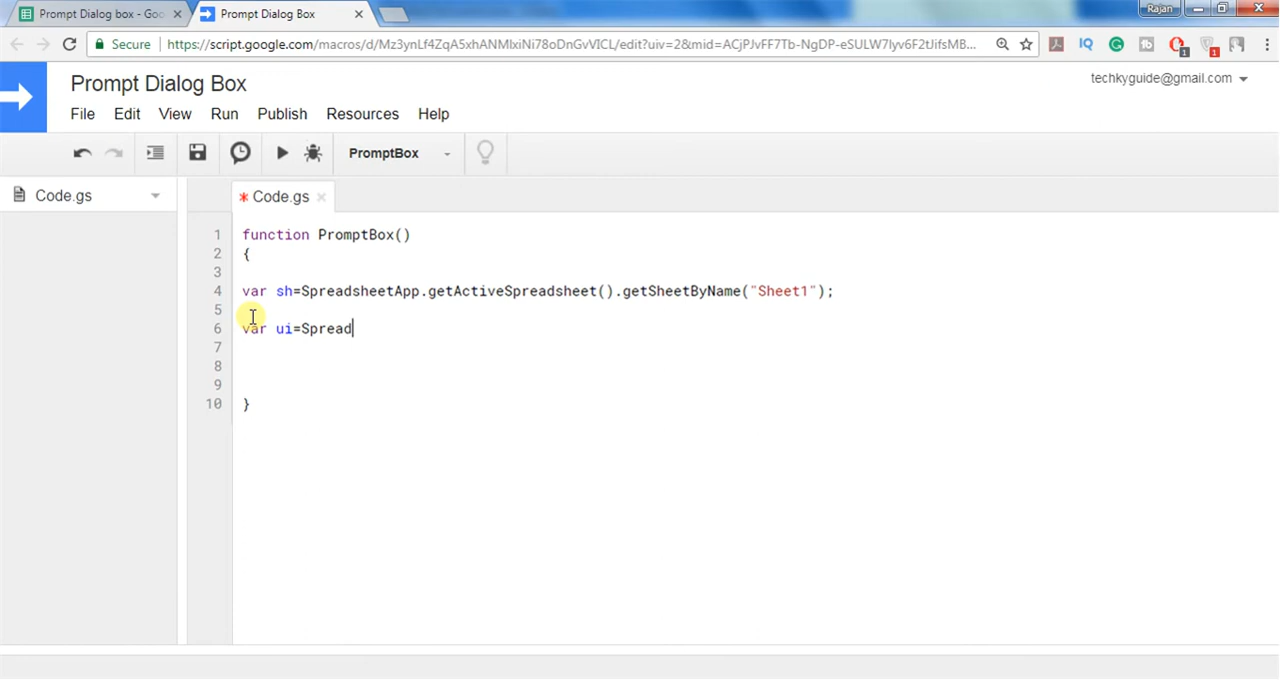 Prompt Dialog box - Goo
Prompt Dialog Box
Rajan
Secure
https://script.google.com/macros/d/Mz3ynLf4ZqA5xhANMlxiNi78oDnGvVICL/edit?uiv=2&mid=ACjPJvFF7Tb-NgDP-eSULW7lyv6F2tJifsMB...
IQ
1
1
Prompt Dialog Box
techkyguide@gmail.com
File Edit View Run Publish Resources Help
PromptBox
Code.gs
* Code.gs
1 function PromptBox()
2 {
3
4 var sh=SpreadsheetApp.getActiveSpreadsheet().getSheetByName("Sheet1");
5
6 var ui=Spread
7
8
9
10 }